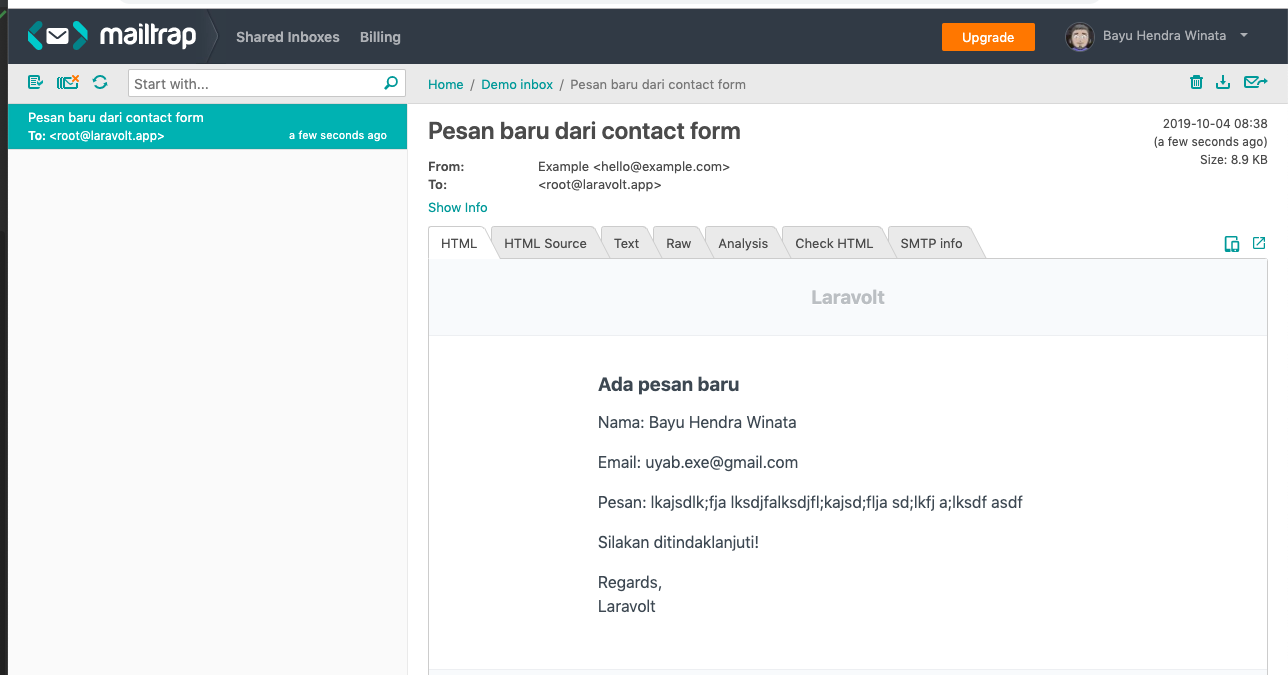 mailtrap
Shared Inboxes
Billing
Upgrade
Bayu Hendra Winata
Start with...
Home / Demo inbox / Pesan baru dari contact form
Pesan baru dari contact form
To: <root@laravolt.app>
a few seconds ago
Pesan baru dari contact form
2019-10-04 08:38
(a few seconds ago)
Size: 8.9 KB
From: Example <hello@example.com>
To: <root@laravolt.app>
Show Info
HTML
HTML Source
Text
Raw
Analysis
Check HTML
SMTP info
Laravolt
Ada pesan baru
Nama: Bayu Hendra Winata
Email: uyab.exe@gmail.com
Pesan: lkajsdlk;fja lksdjfalksdjfl;kajsd;flja sd;lkfj a;lksdf asdf
Silakan ditindaklanjuti!
Regards,
Laravolt